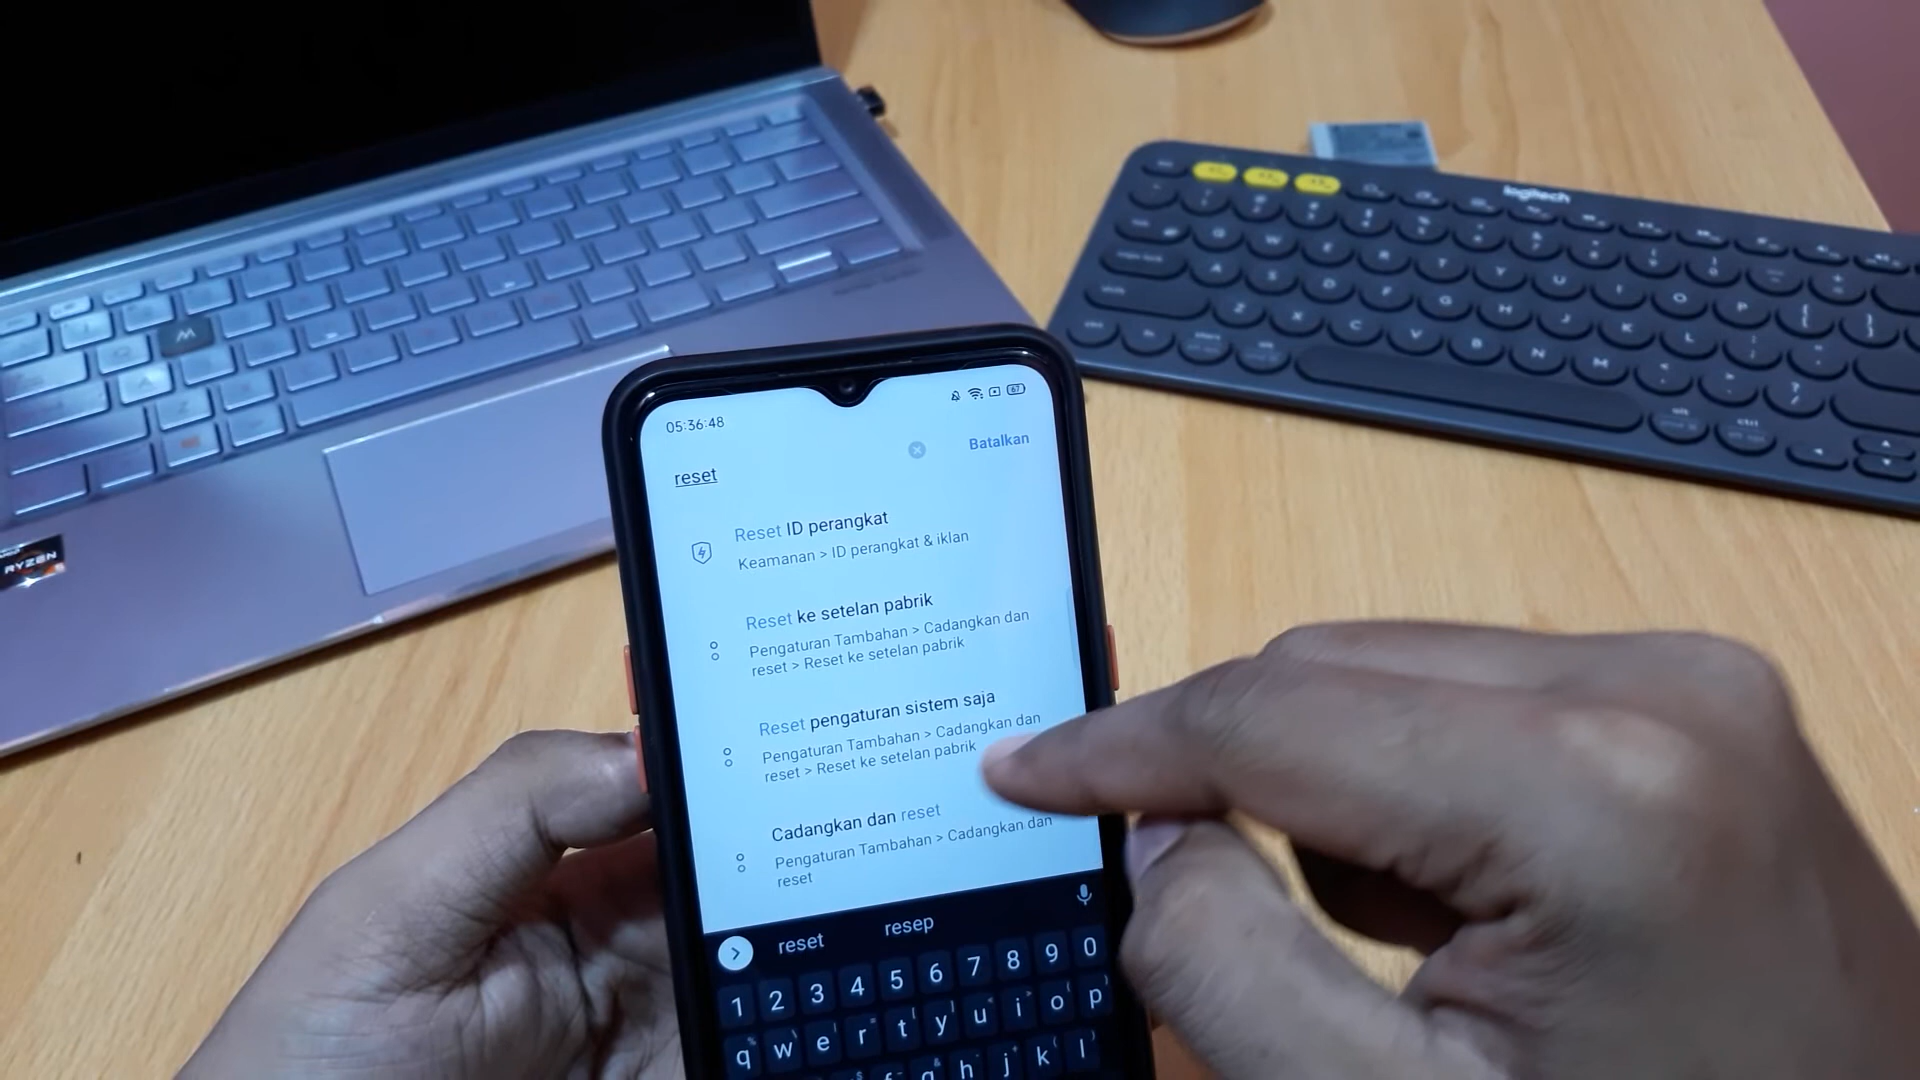 logitech
RYZEN
05:36:48
67
reset
Batalkan
Reset ID perangkat
Keamanan > ID perangkat & iklan
Reset ke setelan pabrik
Pengaturan Tambahan > Cadangkan dan
reset > Reset ke setelan pabrik
Reset pengaturan sistem saja
Pengaturan Tambahan > Cadangkan dan
reset > Reset ke setelan pabrik
Cadangkan dan reset
Pengaturan Tambahan > Cadangkan dan
reset
reset resep
1 2 3 4 5 6 7 8 9 0
q w e r t y u i o p
g h j k l